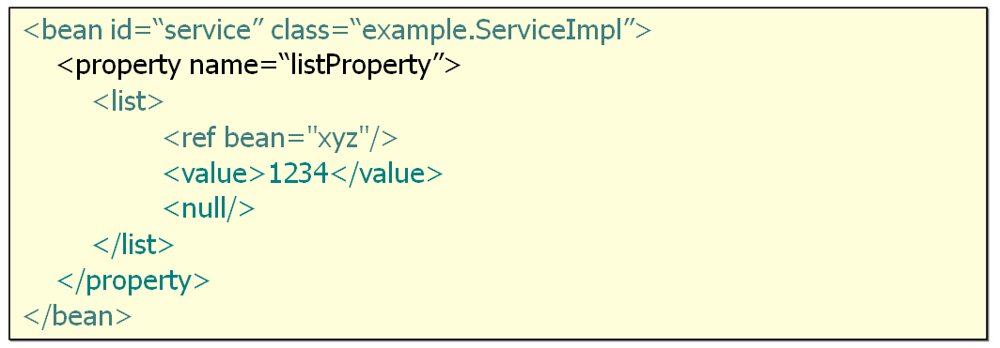 <bean id=“service” class=“example.ServiceImpl”>
<property name=“listProperty”>
<list>
<ref bean="xyz"/>
<value>1234</value>
<null/>
</list>
</property>
</bean>